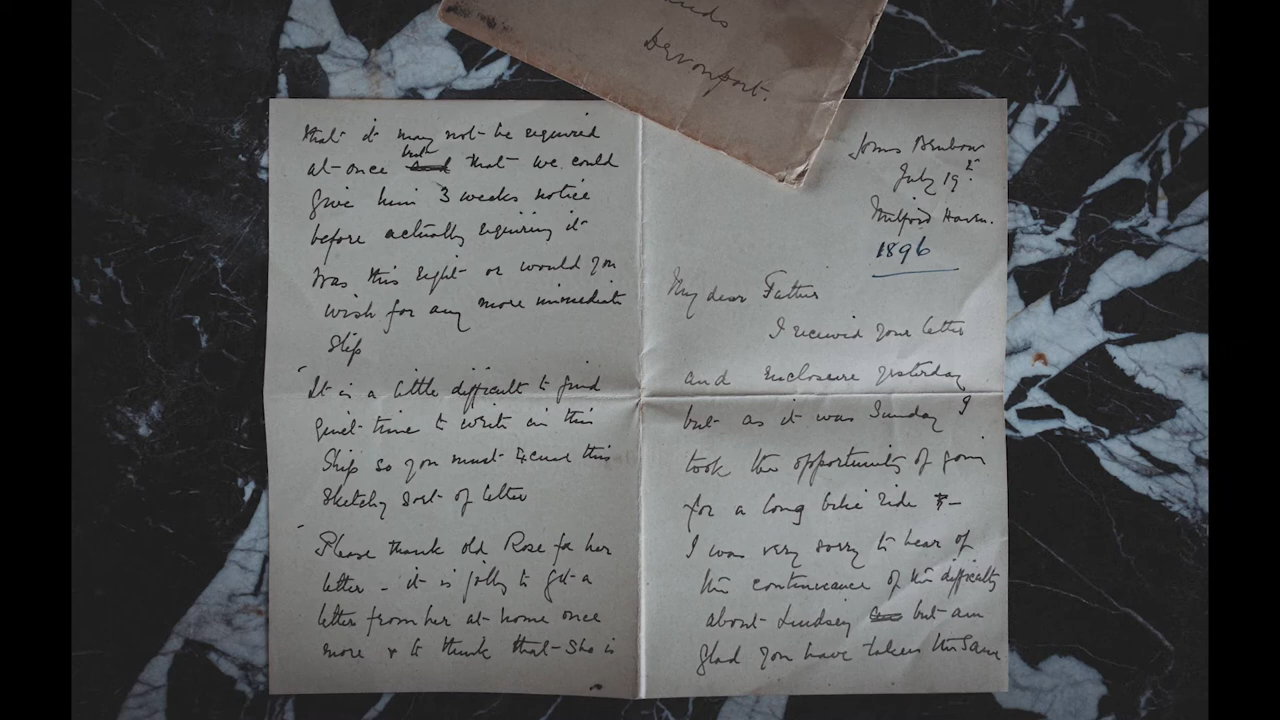 Devonport.
Benbow
July 19
Milford Haven.
1896
My dear Father
I received your letter
and enclosure yesterday
but as it was Sunday I
took the opportunity of going
for a long bike ride
I was very sorry to hear of
the continuance of the difficulty
about Lindsey but am
glad you have taken the same
that it may not be required
at once but that we could
give him 3 weeks notice
before actually requiring it
Was this right or would you
wish for any more immediate
Ship
It is a little difficult to find
quiet time to write in this
Ship so you must Excuse this
sketchy sort of letter
Please thank old Rose for her
letter - it is jolly to get a
letter from her at home once
more & to think that She is